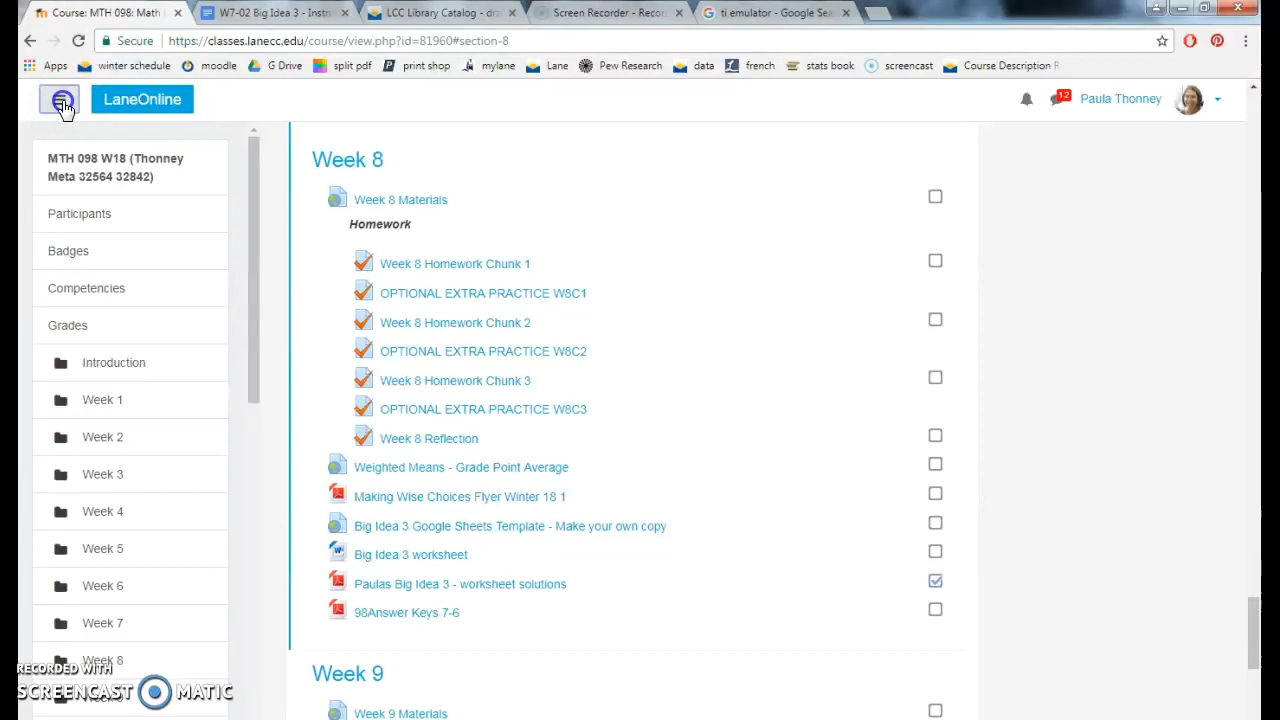 Course: MTH 098: Math
W7-02 Big Idea 3 - Instr
LCC Library Catalog - dra
Screen Recorder - Recor
ti emulator - Google Sea
Secure
https://classes.lanecc.edu/course/view.php?id=81960#section-8
Apps
winter schedule
moodle
G Drive
split pdf
print shop
mylane
Lane
Pew Research
data
french
stats book
screencast
Course Description R
LaneOnline
12
Paula Thonney
MTH 098 W18 (Thonney
Meta 32564 32842)
Participants
Badges
Competencies
Grades
Introduction
Week 1
Week 2
Week 3
Week 4
Week 5
Week 6
Week 7
Week 8
Week 8
Week 8 Materials
Homework
Week 8 Homework Chunk 1
OPTIONAL EXTRA PRACTICE W8C1
Week 8 Homework Chunk 2
OPTIONAL EXTRA PRACTICE W8C2
Week 8 Homework Chunk 3
OPTIONAL EXTRA PRACTICE W8C3
Week 8 Reflection
Weighted Means - Grade Point Average
Making Wise Choices Flyer Winter 18 1
Big Idea 3 Google Sheets Template - Make your own copy
Big Idea 3 worksheet
Paulas Big Idea 3 - worksheet solutions
98Answer Keys 7-6
Week 9
Week 9 Materials
RECORDED WITH
SCREENCAST MATIC